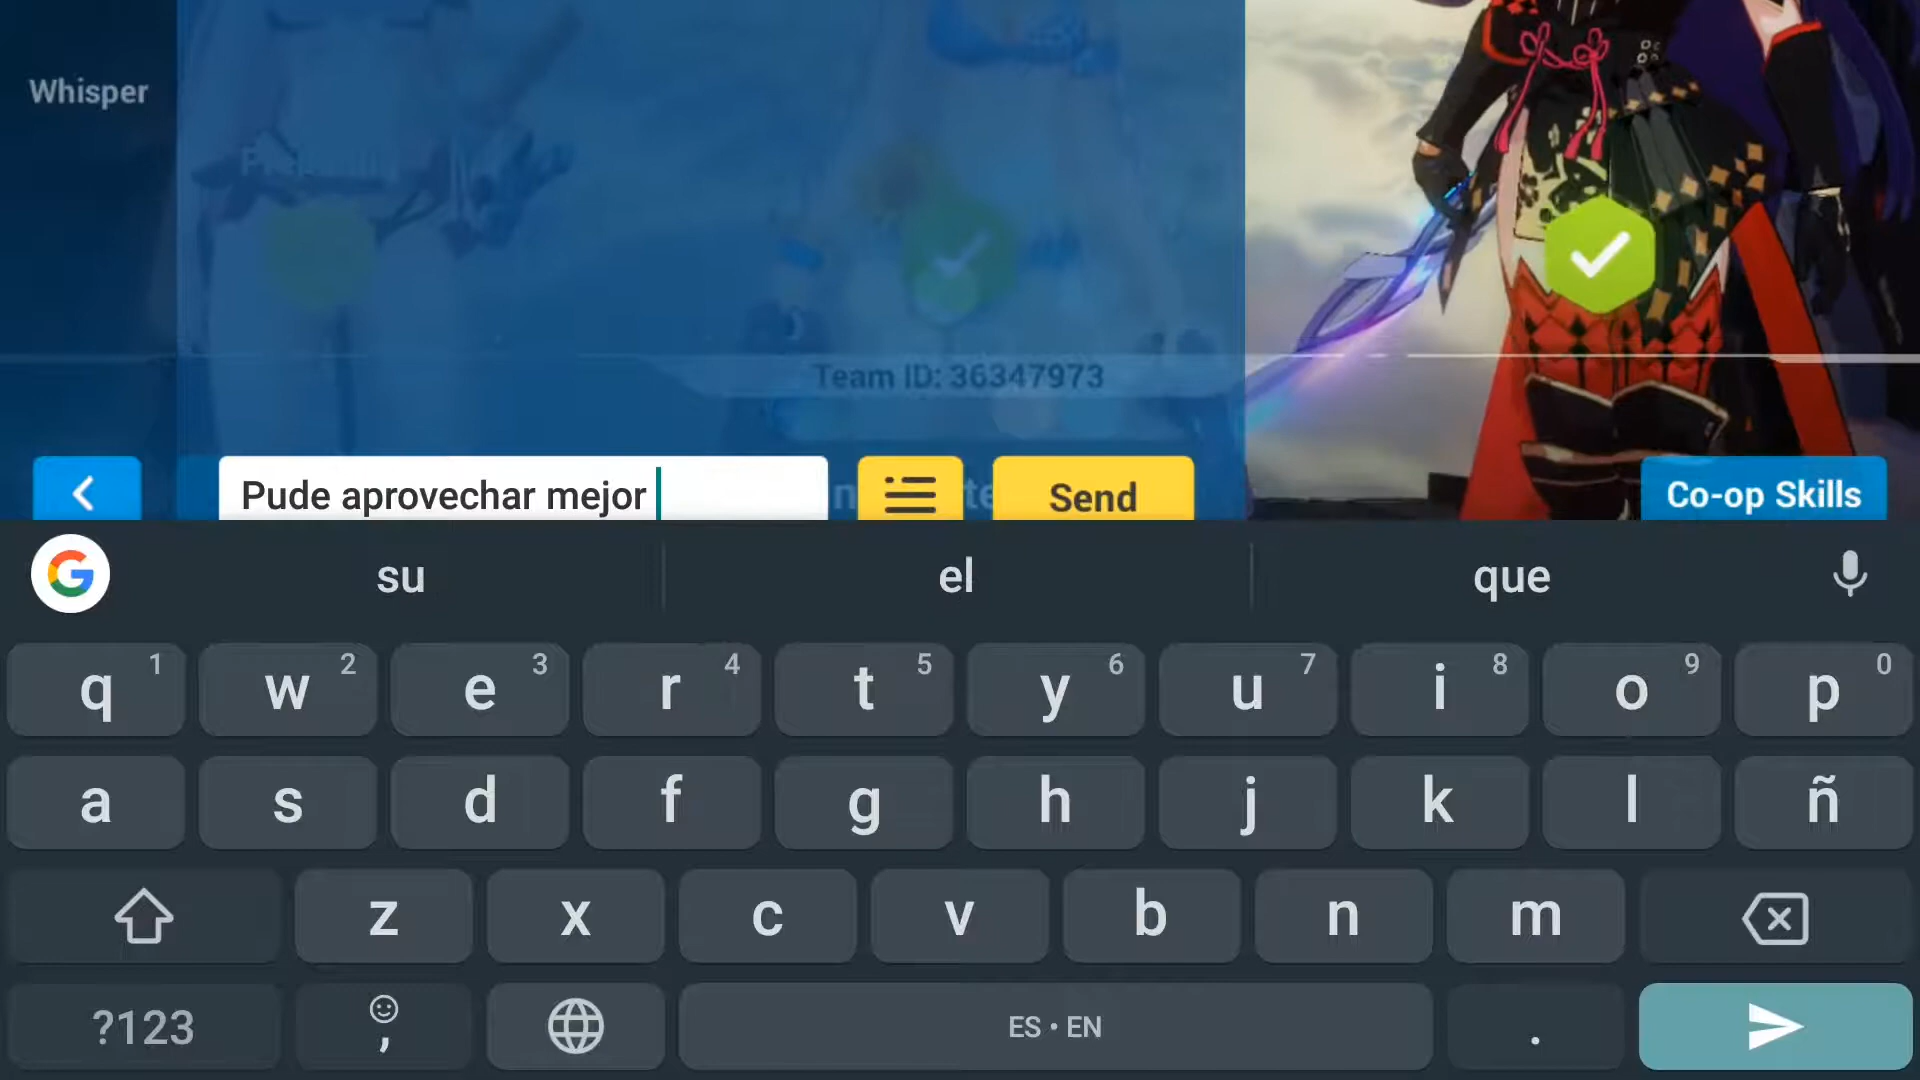 Whisper
Team ID: 36347973
Pude aprovechar mejor
Send
Co-op Skills
su el que
q 1 w 2 e 3 r 4 t 5 y 6 u 7 i 8 o 9 p 0
a s d f g h j k l ñ
z x c v b n m
?123 , ES • EN .